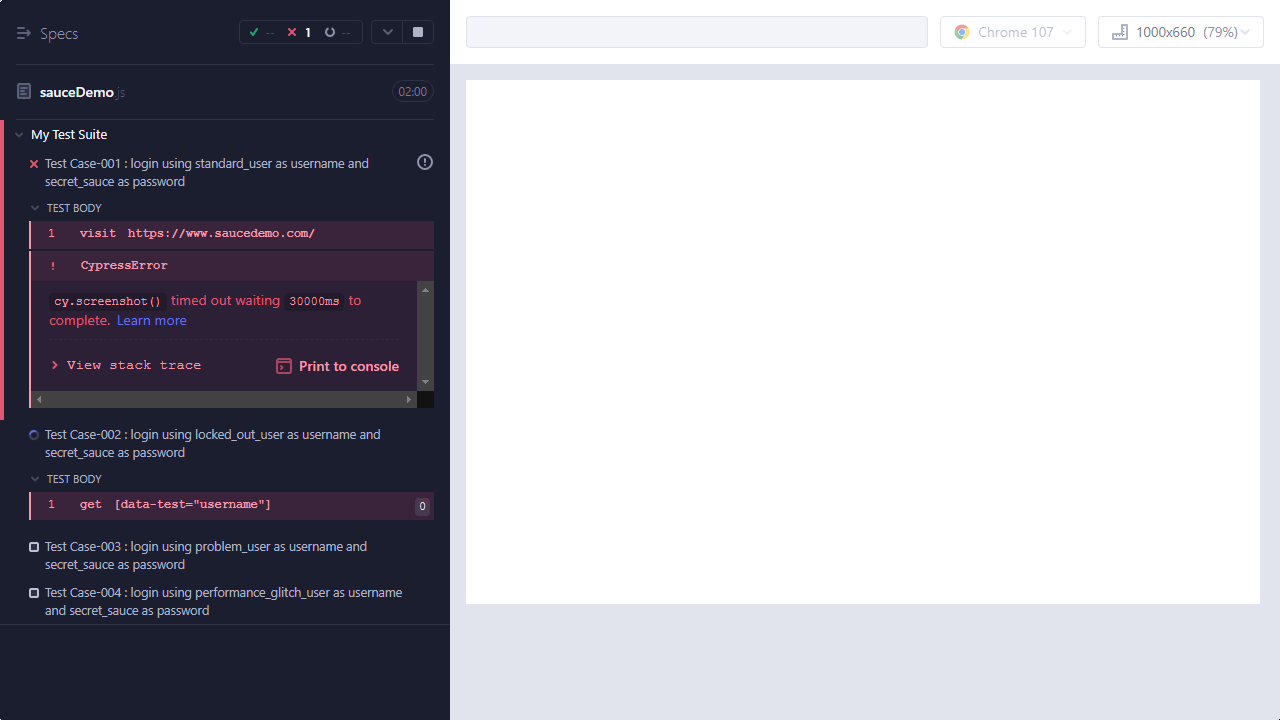 Specs
--
1
--
Chrome 107
1000x660 (79%)
sauceDemo.js
02:00
My Test Suite
Test Case-001 : login using standard_user as username and
secret_sauce as password
TEST BODY
1 visit https://www.saucedemo.com/
! CypressError
cy.screenshot() timed out waiting 30000ms to
complete. Learn more
View stack trace
Print to console
Test Case-002 : login using locked_out_user as username and
secret_sauce as password
TEST BODY
1 get [data-test="username"]
0
Test Case-003 : login using problem_user as username and
secret_sauce as password
Test Case-004 : login using performance_glitch_user as username
and secret_sauce as password